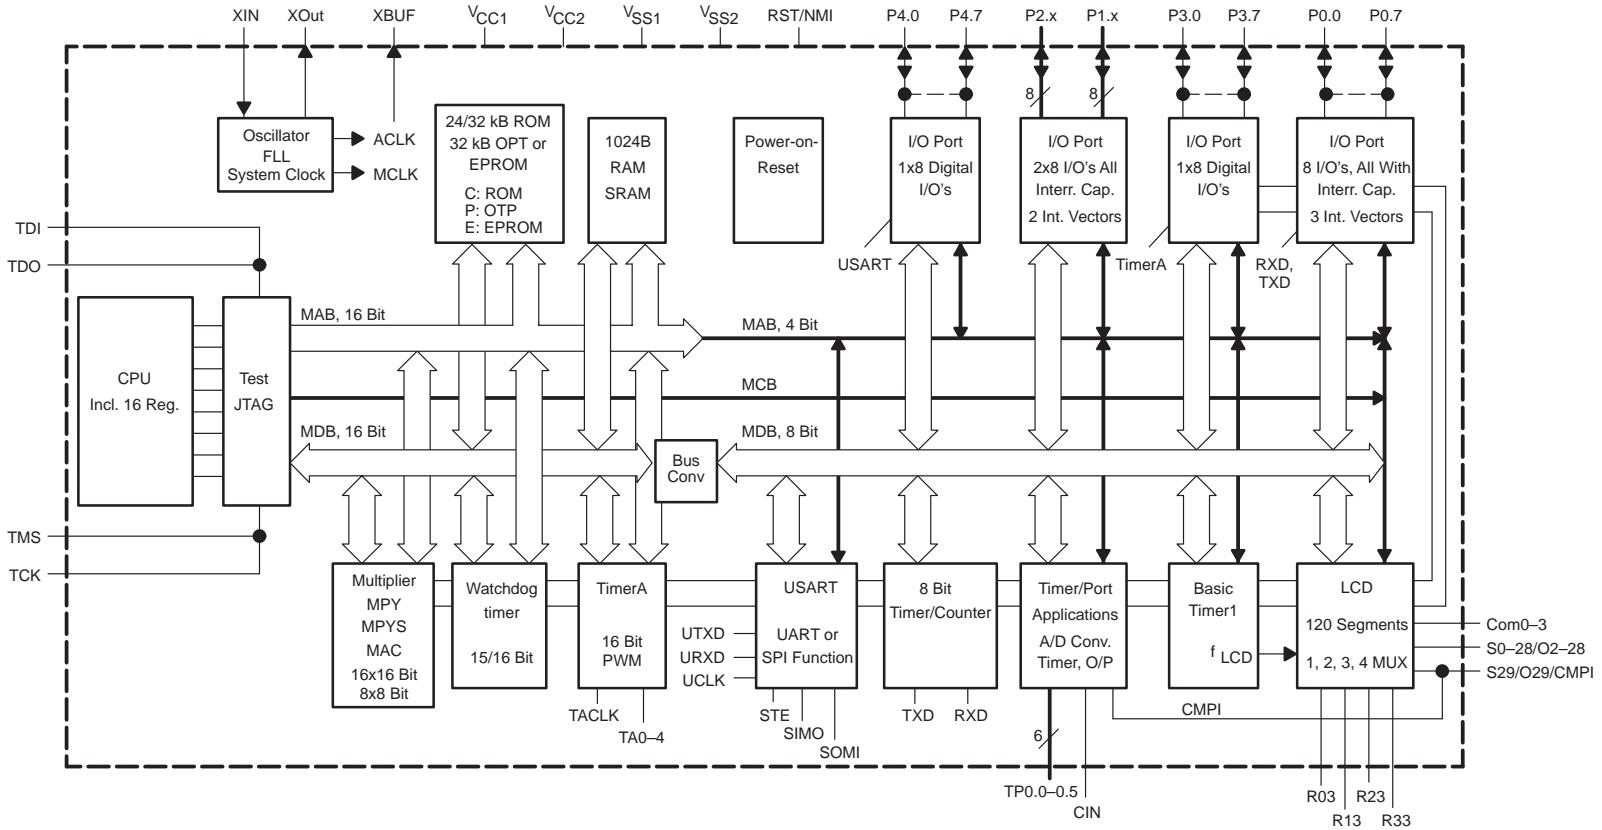 XIN XOut XBUF VCC1 VCC2 VSS1 VSS2 RST/NMI P4.0 P4.7 P2.x P1.x P3.0 P3.7 P0.0 P0.7
8 8
Oscillator
FLL
System Clock
ACLK
MCLK
24/32 kB ROM
32 kB OPT or
EPROM
C: ROM
P: OTP
E: EPROM
1024B
RAM
SRAM
Power-on-
Reset
I/O Port
1x8 Digital
I/O's
I/O Port
2x8 I/O's All
Interr. Cap.
2 Int. Vectors
I/O Port
1x8 Digital
I/O's
I/O Port
8 I/O's, All With
Interr. Cap.
3 Int. Vectors
USART
TimerA
RXD,
TXD
TDI
TDO
TMS
TCK
CPU
Incl. 16 Reg.
Test
JTAG
MAB, 16 Bit
MAB, 4 Bit
MCB
MDB, 16 Bit
MDB, 8 Bit
Bus
Conv
Multiplier
MPY
MPYS
MAC
16x16 Bit
8x8 Bit
Watchdog
timer
15/16 Bit
TimerA
16 Bit
PWM
TACLK
TA0–4
UTXD
URXD
UCLK
USART
UART or
SPI Function
STE
SIMO
SOMI
8 Bit
Timer/Counter
TXD RXD
Timer/Port
Applications
A/D Conv.
Timer, O/P
6
TP0.0–0.5
CIN
CMPI
Basic
Timer1
f LCD
LCD
120 Segments
1, 2, 3, 4 MUX
Com0–3
S0–28/O2–28
S29/O29/CMPI
R03 R23
R13 R33